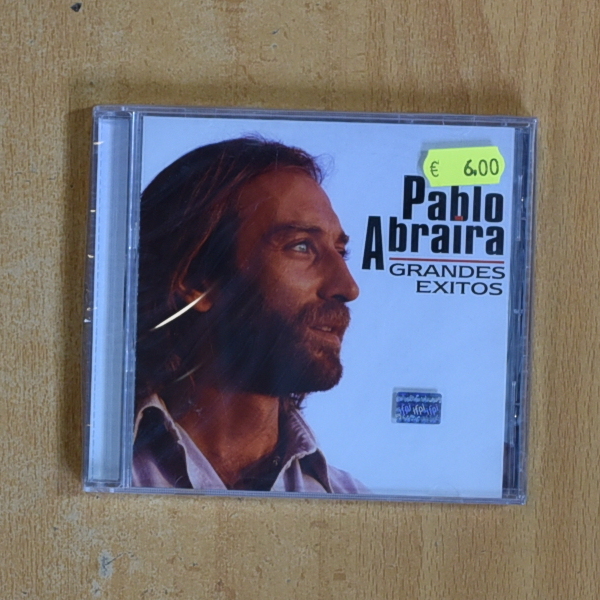 € 6.00
Pablo
Abraira
GRANDES
EXITOS